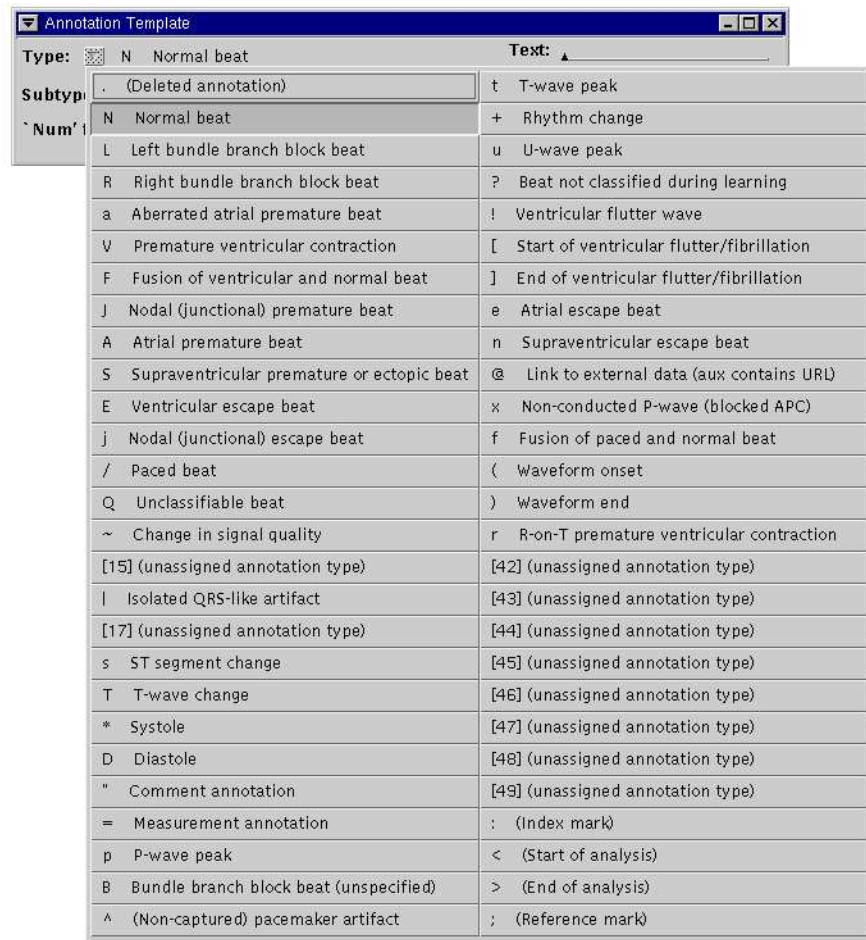 Annotation Template
Type: N Normal beat Text:
Subtyp
`Num' f
. (Deleted annotation)
N Normal beat
L Left bundle branch block beat
R Right bundle branch block beat
a Aberrated atrial premature beat
V Premature ventricular contraction
F Fusion of ventricular and normal beat
J Nodal (junctional) premature beat
A Atrial premature beat
S Supraventricular premature or ectopic beat
E Ventricular escape beat
j Nodal (junctional) escape beat
/ Paced beat
Q Unclassifiable beat
~ Change in signal quality
[15] (unassigned annotation type)
| Isolated QRS-like artifact
[17] (unassigned annotation type)
s ST segment change
T T-wave change
* Systole
D Diastole
" Comment annotation
= Measurement annotation
p P-wave peak
B Bundle branch block beat (unspecified)
^ (Non-captured) pacemaker artifact
t T-wave peak
+ Rhythm change
u U-wave peak
? Beat not classified during learning
! Ventricular flutter wave
[ Start of ventricular flutter/fibrillation
] End of ventricular flutter/fibrillation
e Atrial escape beat
n Supraventricular escape beat
@ Link to external data (aux contains URL)
x Non-conducted P-wave (blocked APC)
f Fusion of paced and normal beat
( Waveform onset
) Waveform end
r R-on-T premature ventricular contraction
[42] (unassigned annotation type)
[43] (unassigned annotation type)
[44] (unassigned annotation type)
[45] (unassigned annotation type)
[46] (unassigned annotation type)
[47] (unassigned annotation type)
[48] (unassigned annotation type)
[49] (unassigned annotation type)
: (Index mark)
< (Start of analysis)
> (End of analysis)
; (Reference mark)